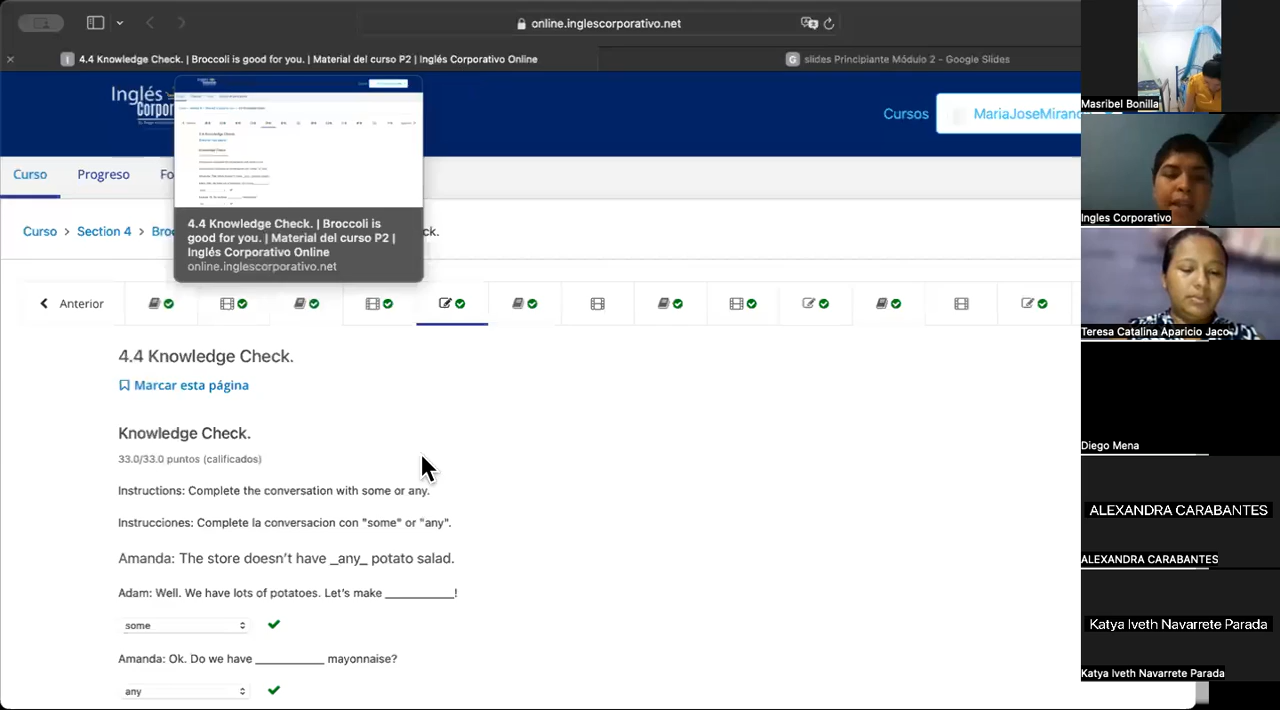 online.inglescorporativo.net
4.4 Knowledge Check. | Broccoli is good for you. | Material del curso P2 | Inglés Corporativo Online
slides Principiante Módulo 2 - Google Slides
Inglés
Corpor
Cursos
MariaJoseMiranc
Curso
Progreso
Fo
4.4 Knowledge Check. | Broccoli is
good for you. | Material del curso P2 |
Inglés Corporativo Online
online.inglescorporativo.net
Curso > Section 4 > Broc
ck.
Anterior
4.4 Knowledge Check.
Marcar esta página
Knowledge Check.
33.0/33.0 puntos (calificados)
Instructions: Complete the conversation with some or any.
Instrucciones: Complete la conversacion con "some" or "any".
Amanda: The store doesn't have _any_ potato salad.
Adam: Well. We have lots of potatoes. Let's make ___________!
some
Amanda: Ok. Do we have ___________ mayonnaise?
any
Masribel Bonilla
Ingles Corporativo
Teresa Catalina Aparicio Jaco
Diego Mena
ALEXANDRA CARABANTES
ALEXANDRA CARABANTES
Katya Iveth Navarrete Parada
Katya Iveth Navarrete Parada